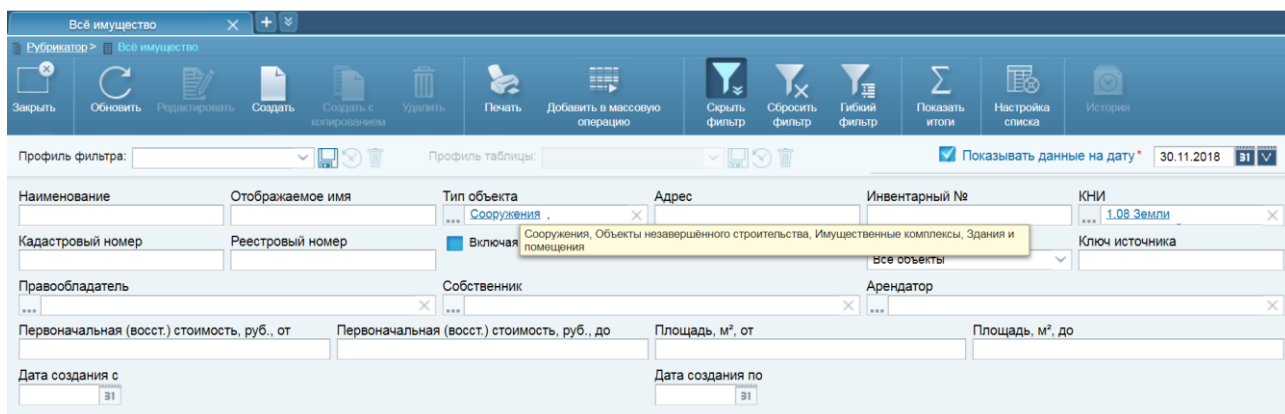 Всё имущество
Рубрикатор > Всё имущество
Закрыть Обновить Редактировать Создать Создать с копированием Удалить Печать Добавить в массовую операцию Скрыть фильтр Сбросить фильтр Гибкий фильтр Показать итоги Настройка списка История
Профиль фильтра: Профиль таблицы: Показывать данные на дату* 30.11.2018 31
Наименование Отображаемое имя Тип объекта Адрес Инвентарный № КНИ
... Сооружения , ... 1.08 Земли
Кадастровый номер Реестровый номер Включая Ключ источника
Сооружения, Объекты незавершённого строительства, Имущественные комплексы, Здания и
помещения
Все объекты
Правообладатель Собственник Арендатор
... ... ...
Первоначальная (восст.) стоимость, руб., от Первоначальная (восст.) стоимость, руб., до Площадь, м², от Площадь, м², до
Дата создания с Дата создания по
31 31